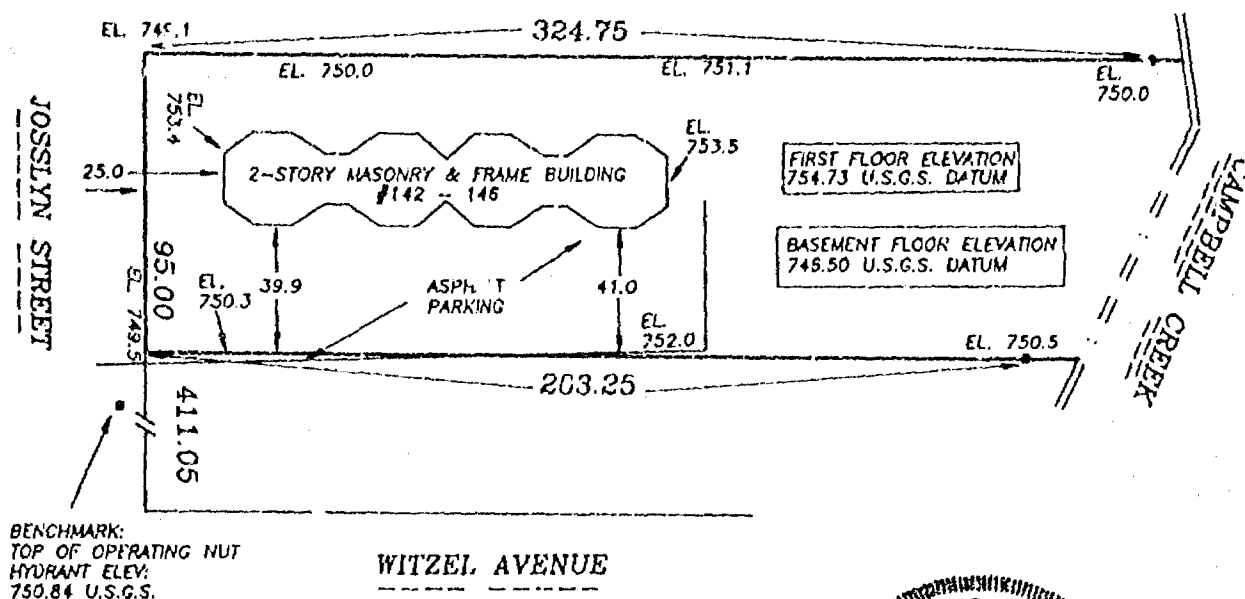 EL. 749.1
324.75
EL. 750.0
EL. 751.1
EL.
750.0
JOSSLYN STREET
EL.
753.4
EL.
753.5
25.0
2-STORY MASONRY & FRAME BUILDING
#142 - 146
FIRST FLOOR ELEVATION
754.73 U.S.G.S. DATUM
CAMPBELL CREEK
BASEMENT FLOOR ELEVATION
U.S.G.S. DATUM
95.00
EL. 749.5
EL.
750.3
39.9
ASPH
PARKING
41.0
EL.
752.0
EL. 750.5
203.25
411.05
BENCHMARK:
TOP OF OPERATING NUT
HYDRANT ELEV:
750.84 U.S.G.S.
WITZEL AVENUE